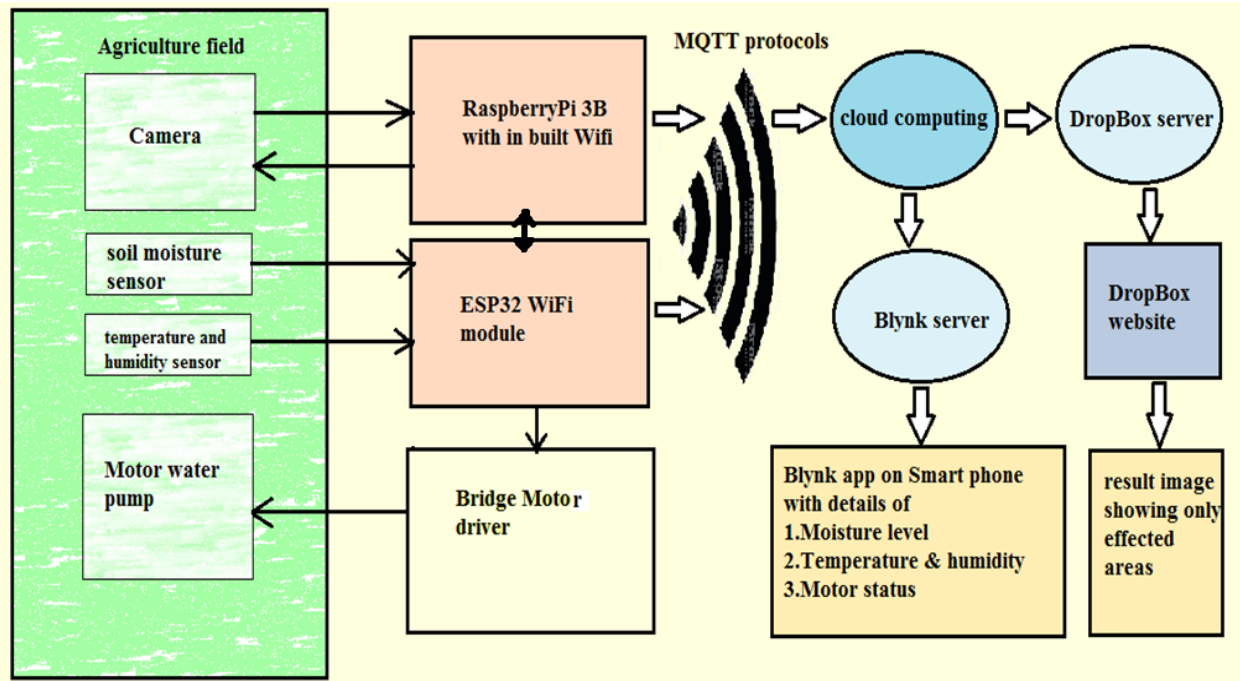 Agriculture field
Camera
soil moisture
sensor
temperature and
humidity sensor
Motor water
pump
RaspberryPi 3B
with in built Wifi
ESP32 WiFi
module
Bridge Motor
driver
MQTT protocols
cloud computing
DropBox server
Blynk server
DropBox
website
Blynk app on Smart phone
with details of
1.Moisture level
2.Temperature & humidity
3.Motor status
result image
showing only
effected
areas